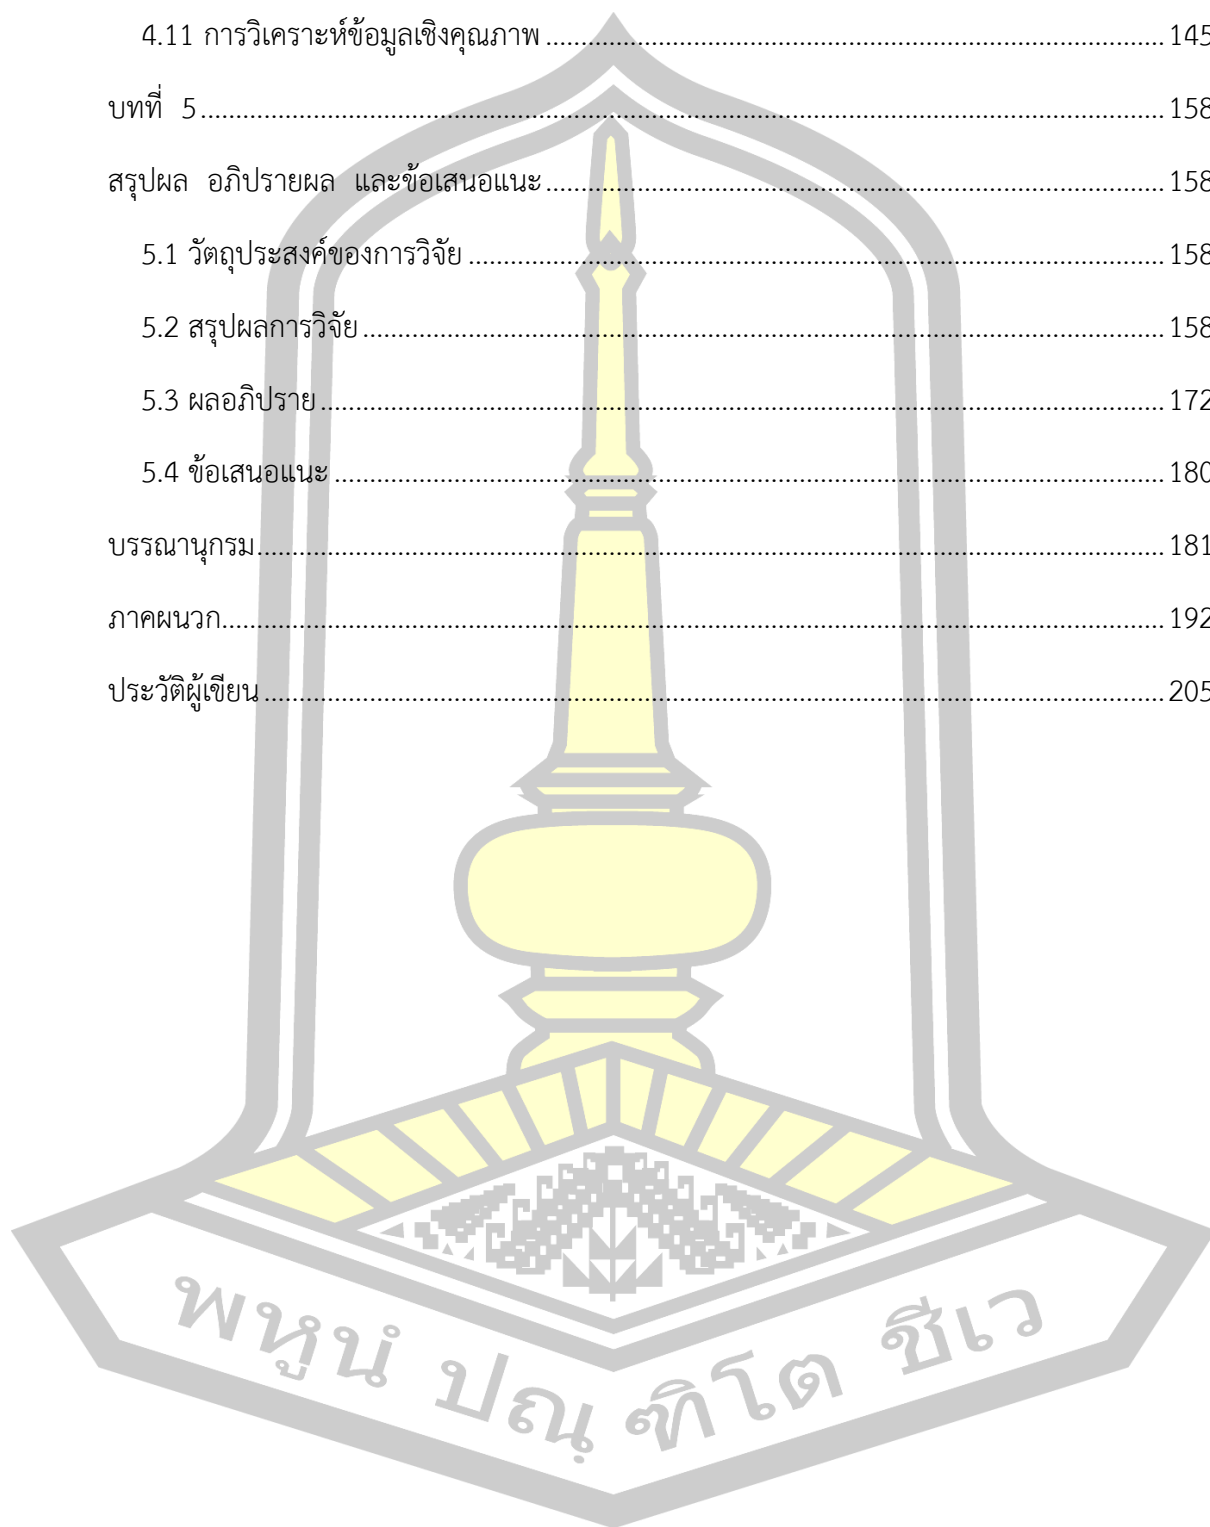 4.11 การวิเคราะห์ข้อมูลเชิงคุณภาพ ........................................................................................ 145
บทที่ 5 ........................................................................................................................................ 158
สรุปผล อภิปรายผล และข้อเสนอแนะ ........................................................................................ 158
5.1 วัตถุประสงค์ของการวิจัย ........................................................................................ 158
5.2 สรุปผลการวิจัย ........................................................................................ 158
5.3 ผลอภิปราย ........................................................................................ 172
5.4 ข้อเสนอแนะ ........................................................................................ 180
บรรณานุกรม ........................................................................................ 181
ภาคผนวก ........................................................................................ 192
ประวัติผู้เขียน ........................................................................................ 205
พหูนํ ปณฺฑิโต ชีเว